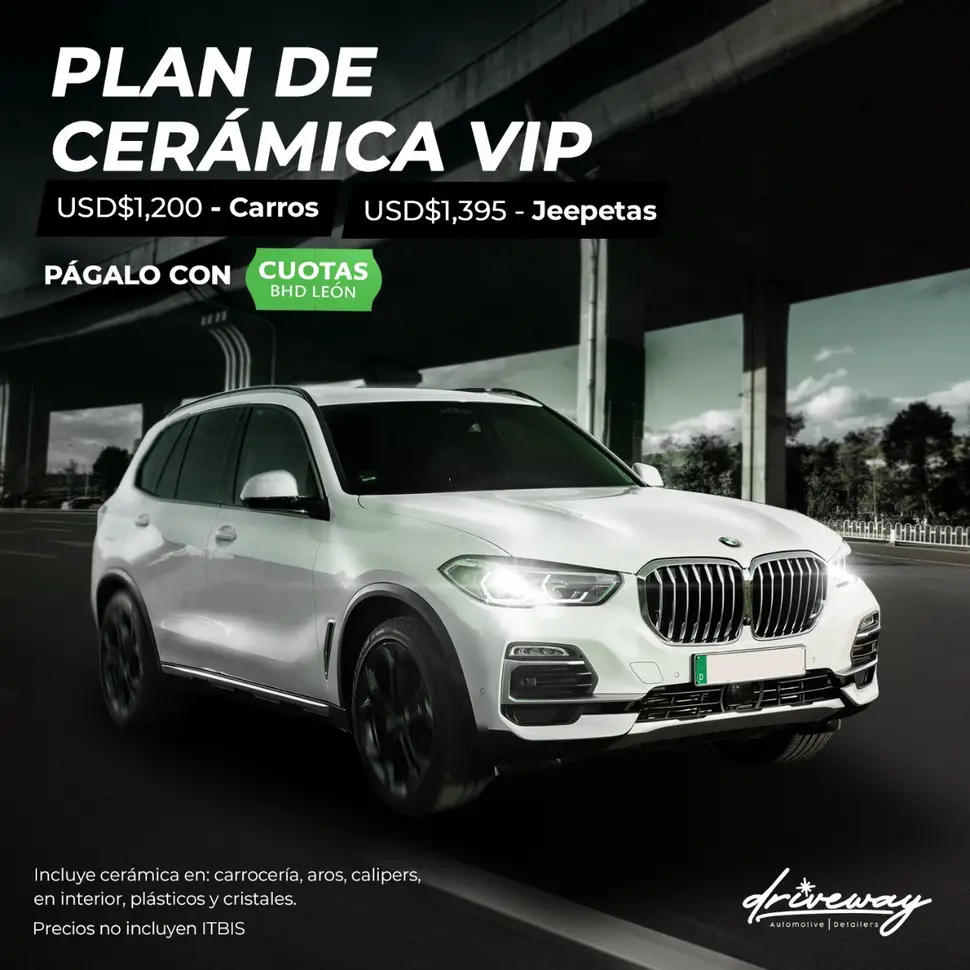 PLAN DE
CERÁMICA VIP
USD$1,200 - Carros
USD$1,395 - Jeepetas
PÁGALO CON
CUOTAS
BHD LEÓN
D
Incluye cerámica en: carrocería, aros, calipers,
en interior, plásticos y cristales.
Precios no incluyen ITBIS
driveway
Automotive | Detailers